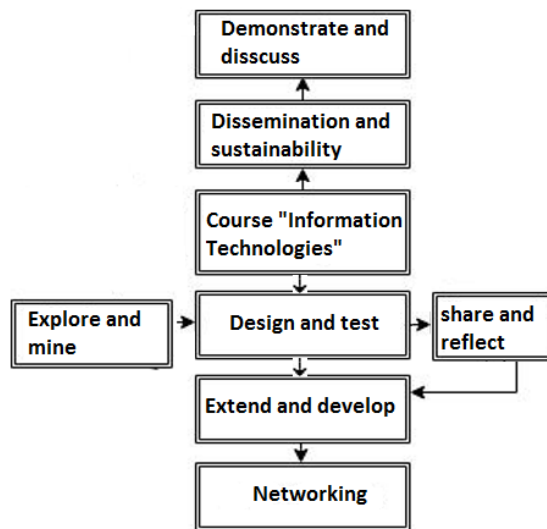 Demonstrate and
disscuss
Dissemination and
sustainability
Course "Information
Technologies"
Explore and
mine
Design and test
share and
reflect
Extend and develop
Networking